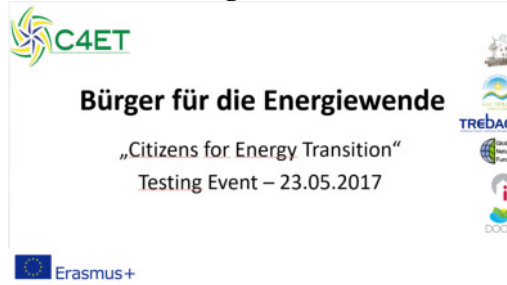 C4ET
Bürger für die Energiewende
„Citizens for Energy Transition“
Testing Event – 23.05.2017
TREBAG
Erasmus+